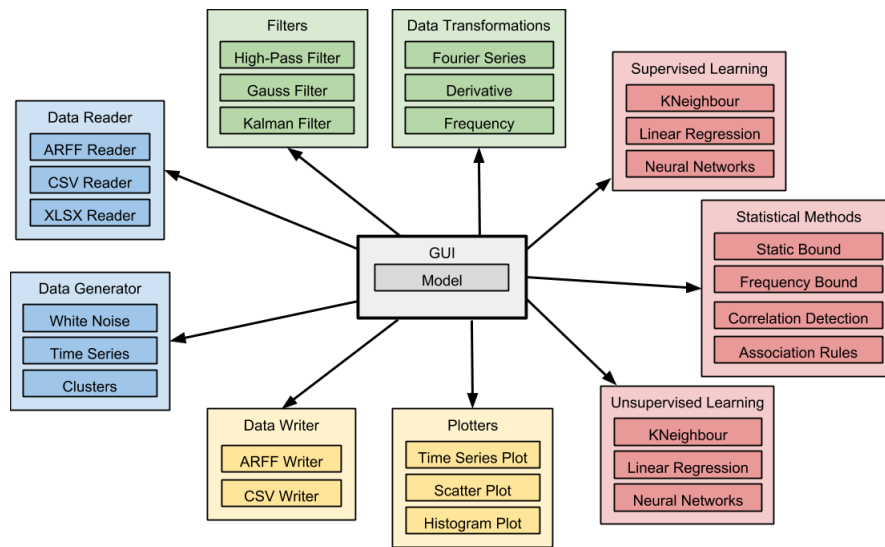 Filters
High-Pass Filter
Gauss Filter
Kalman Filter
Data Transformations
Fourier Series
Derivative
Frequency
Supervised Learning
KNeighbour
Linear Regression
Neural Networks
Data Reader
ARFF Reader
CSV Reader
XLSX Reader
GUI
Model
Statistical Methods
Static Bound
Frequency Bound
Correlation Detection
Association Rules
Data Generator
White Noise
Time Series
Clusters
Data Writer
ARFF Writer
CSV Writer
Plotters
Time Series Plot
Scatter Plot
Histogram Plot
Unsupervised Learning
KNeighbour
Linear Regression
Neural Networks